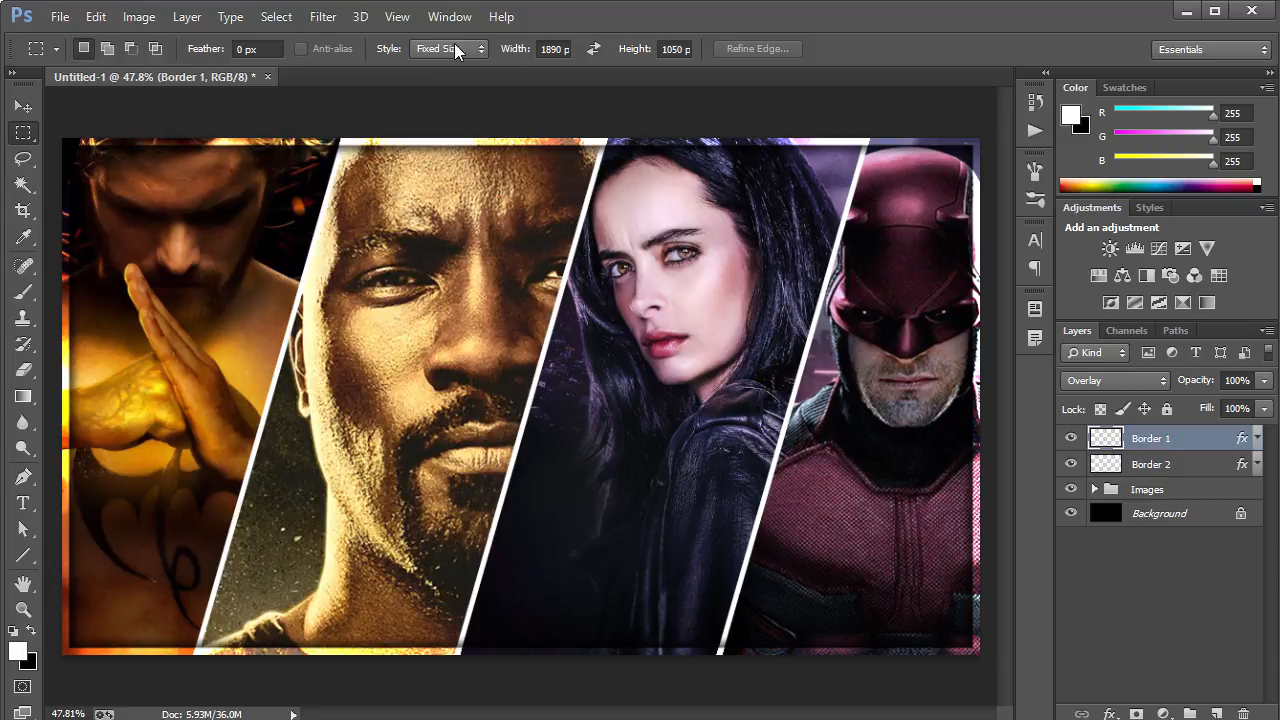 Ps File Edit Image Layer Type Select Filter 3D View Window Help
Feather: 0 px Anti-alias Style: Fixed Width: 1890 p Height: 1050 p Refine Edge... Essentials
Untitled-1 @ 47.8% (Border 1, RGB/8) * ×
Color Swatches
R 255
G 255
B 255
Adjustments Styles
Add an adjustment
Layers Channels Paths
Kind
Overlay Opacity: 100%
Lock: Fill: 100%
Border 1 fx
Border 2 fx
Images
Background
47.81% Doc: 5.93M/36.0M